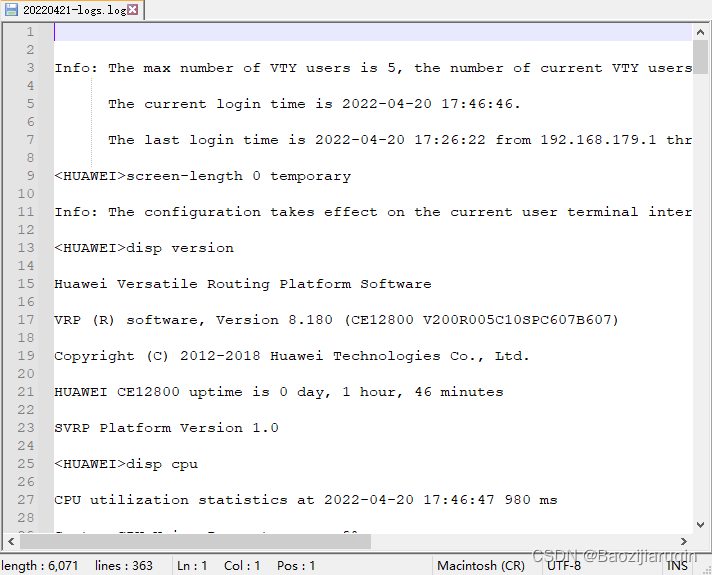 20220421-logs.log
1
2
3 Info: The max number of VTY users is 5, the number of current VTY users
4
5 The current login time is 2022-04-20 17:46:46.
6
7 The last login time is 2022-04-20 17:26:22 from 192.168.179.1 thr
8
9 <HUAWEI>screen-length 0 temporary
10
11 Info: The configuration takes effect on the current user terminal inter
12
13 <HUAWEI>disp version
14
15 Huawei Versatile Routing Platform Software
16
17 VRP (R) software, Version 8.180 (CE12800 V200R005C10SPC607B607)
18
19 Copyright (C) 2012-2018 Huawei Technologies Co., Ltd.
20
21 HUAWEI CE12800 uptime is 0 day, 1 hour, 46 minutes
22
23 SVRP Platform Version 1.0
24
25 <HUAWEI>disp cpu
26
27 CPU utilization statistics at 2022-04-20 17:46:47 980 ms
28
length : 6,071 lines : 363 Ln : 1 Col : 1 Pos : 1 Macintosh (CR) UTF-8 INS
CSDN @Baozijiaruqin